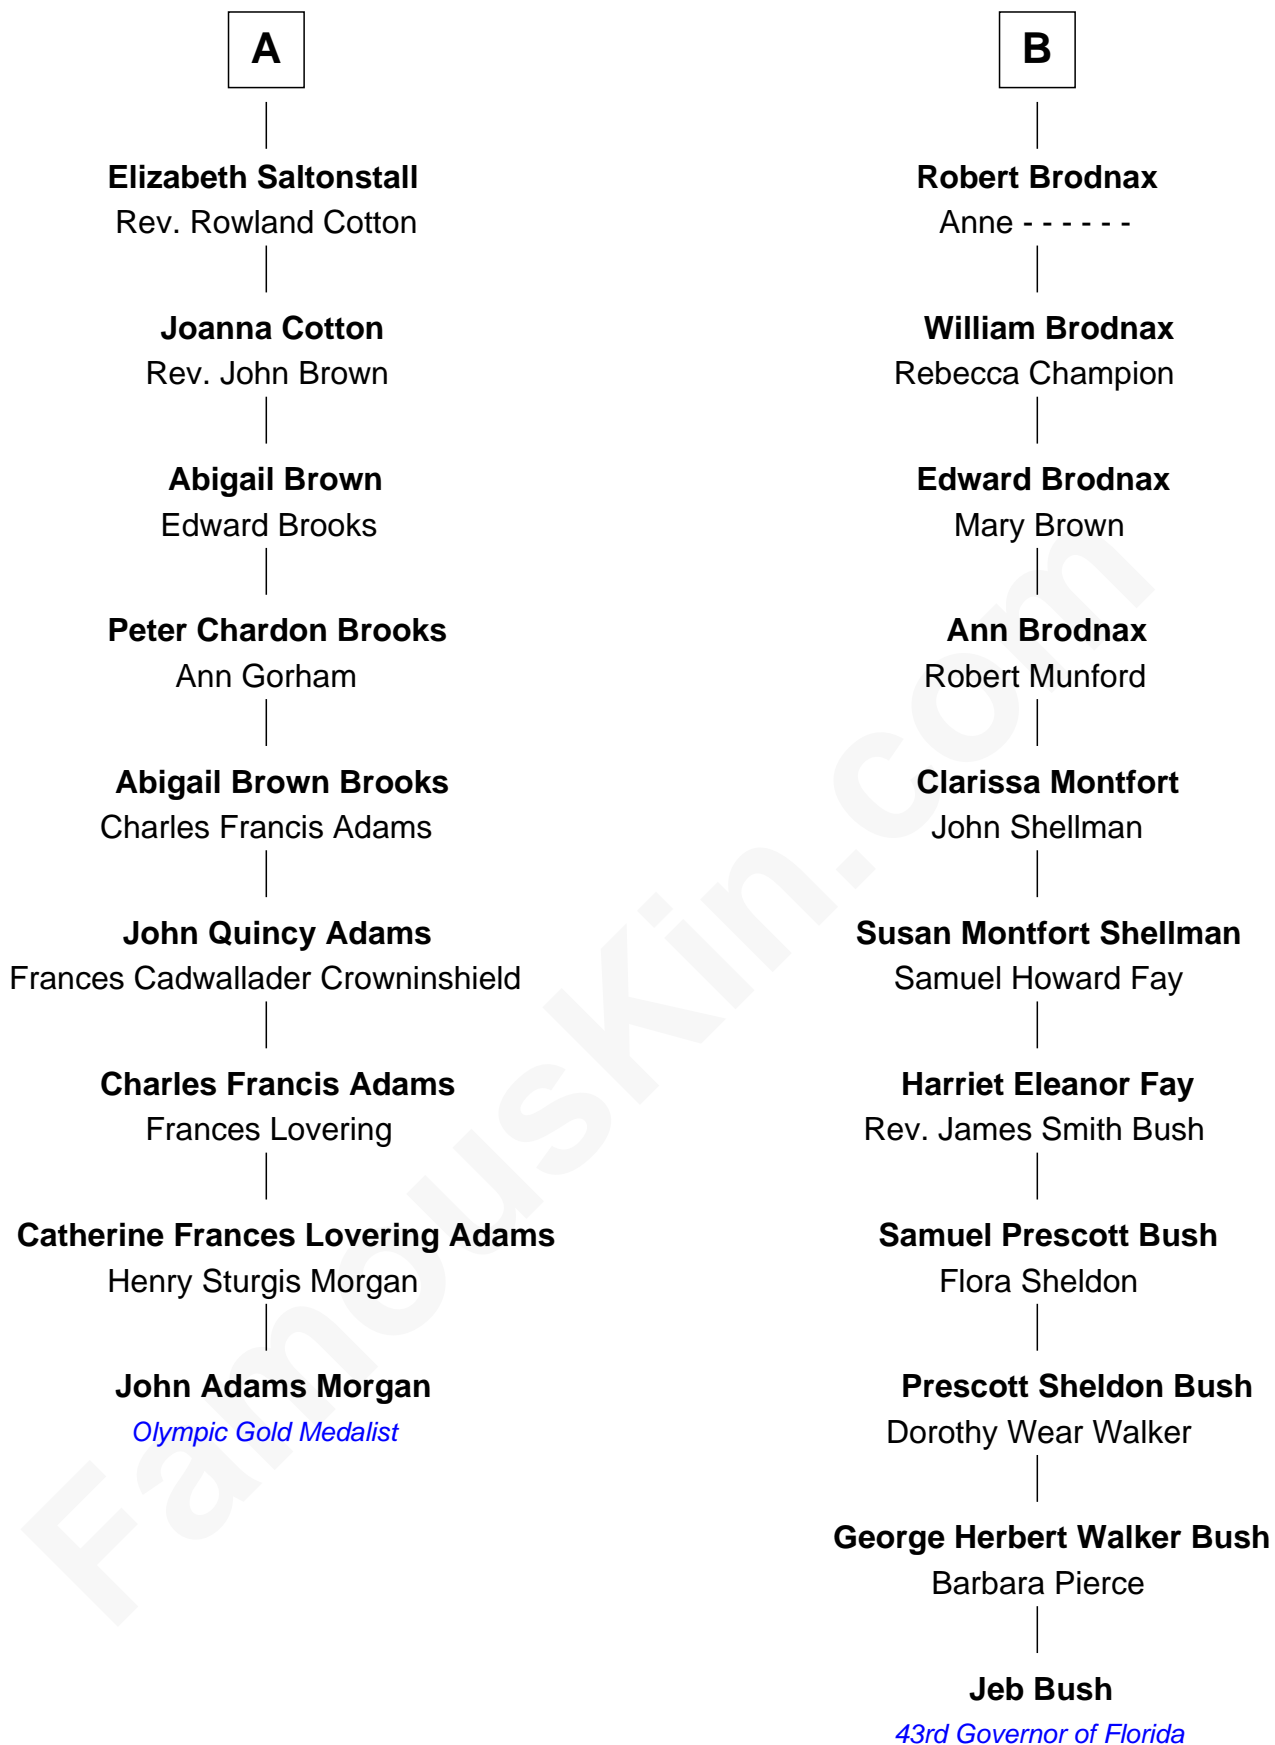 A
Elizabeth Saltonstall
Rev. Rowland Cotton
Joanna Cotton
Rev. John Brown
Abigail Brown
Edward Brooks
Peter Chardon Brooks
Ann Gorham
Abigail Brown Brooks
Charles Francis Adams
John Quincy Adams
Frances Cadwallader Crowninshield
Charles Francis Adams
Frances Lovering
Catherine Frances Lovering Adams
Henry Sturgis Morgan
John Adams Morgan
Olympic Gold Medalist
B
Robert Brodnax
Anne - - - - - -
William Brodnax
Rebecca Champion
Edward Brodnax
Mary Brown
Ann Brodnax
Robert Munford
Clarissa Montfort
John Shellman
Susan Montfort Shellman
Samuel Howard Fay
Harriet Eleanor Fay
Rev. James Smith Bush
Samuel Prescott Bush
Flora Sheldon
Prescott Sheldon Bush
Dorothy Wear Walker
George Herbert Walker Bush
Barbara Pierce
Jeb Bush
43rd Governor of Florida
FamousKin.com